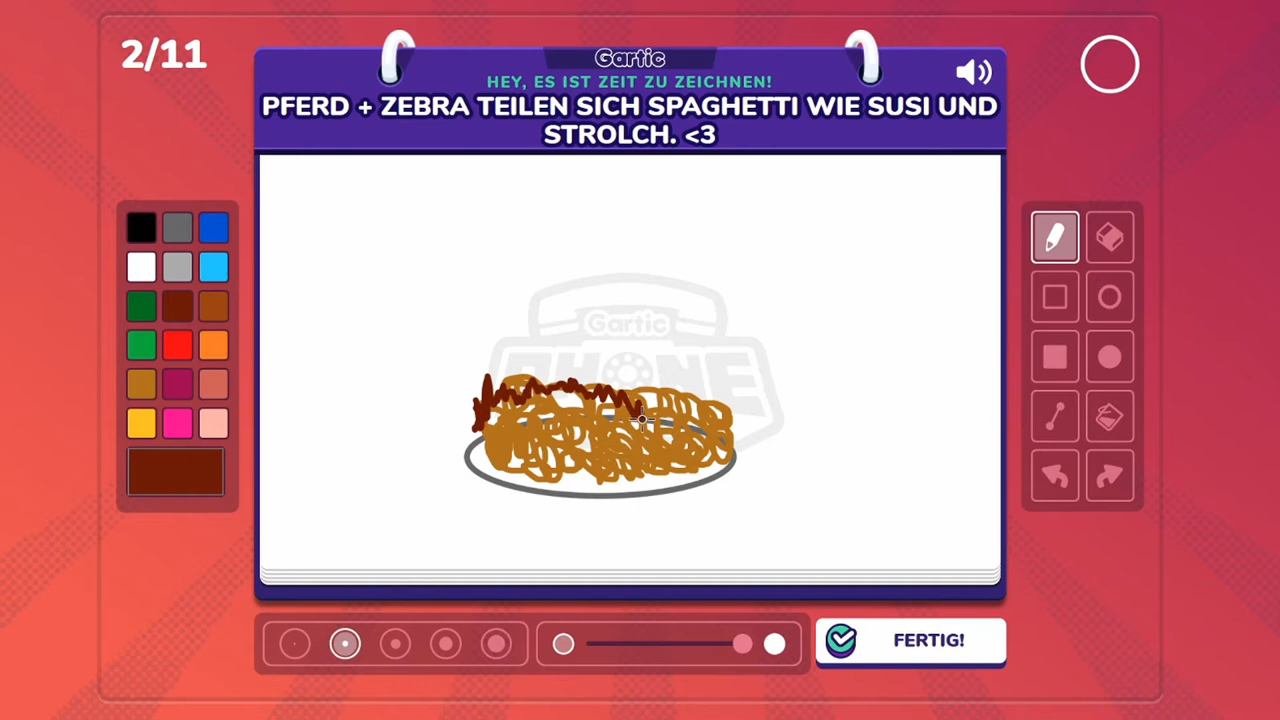 2/11
Gartic
HEY, ES IST ZEIT ZU ZEICHNEN!
PFERD + ZEBRA TEILEN SICH SPAGHETTI WIE SUSI UND
STROLCH. <3
Gartic
PHONE
FERTIG!